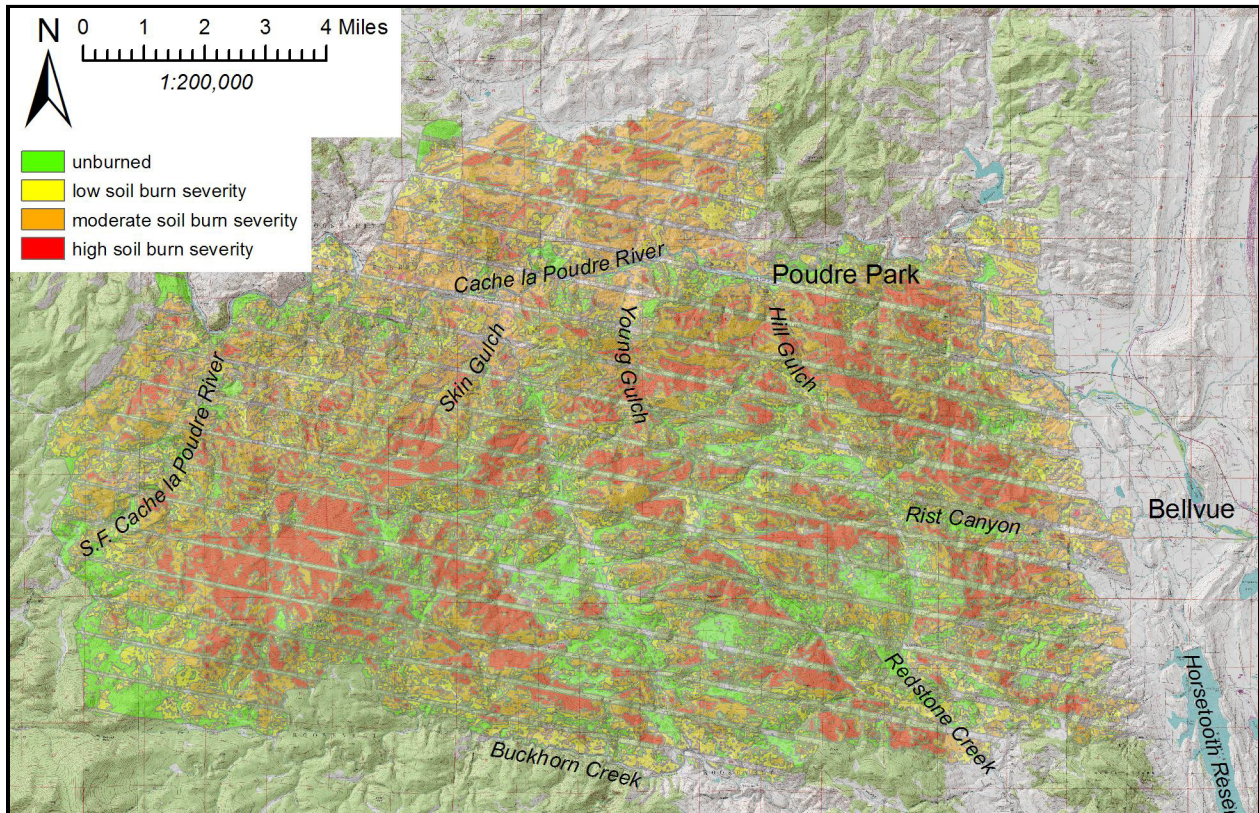 N
0 1 2 3 4 Miles
1:200,000
unburned
low soil burn severity
moderate soil burn severity
high soil burn severity
Cache la Poudre River
Poudre Park
Skin Gulch
Young Gulch
Hill Gulch
S.F. Cache la Poudre River
Rist Canyon
Bellvue
Redstone Creek
Buckhorn Creek
Horsetooth Reser